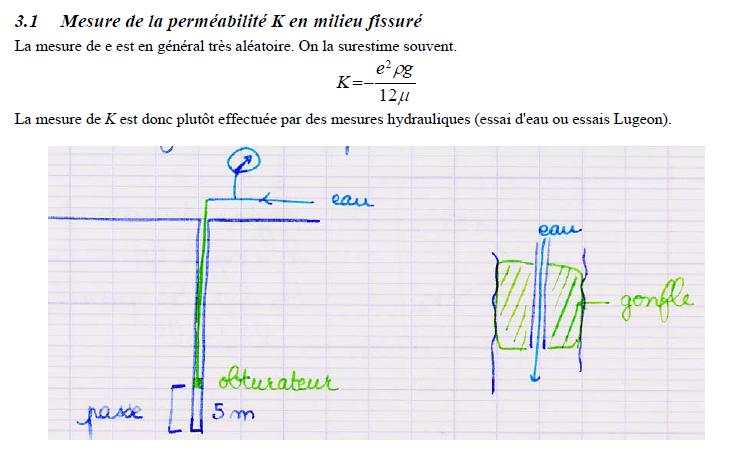 3.1 Mesure de la perméabilité K en milieu fissuré
La mesure de e est en général très aléatoire. On la surestime souvent.
K=-e²ρg/12μ
La mesure de K est donc plutôt effectuée par des mesures hydrauliques (essai d'eau ou essais Lugeon).
eau
eau
gonfle
obturateur
passe
5 m